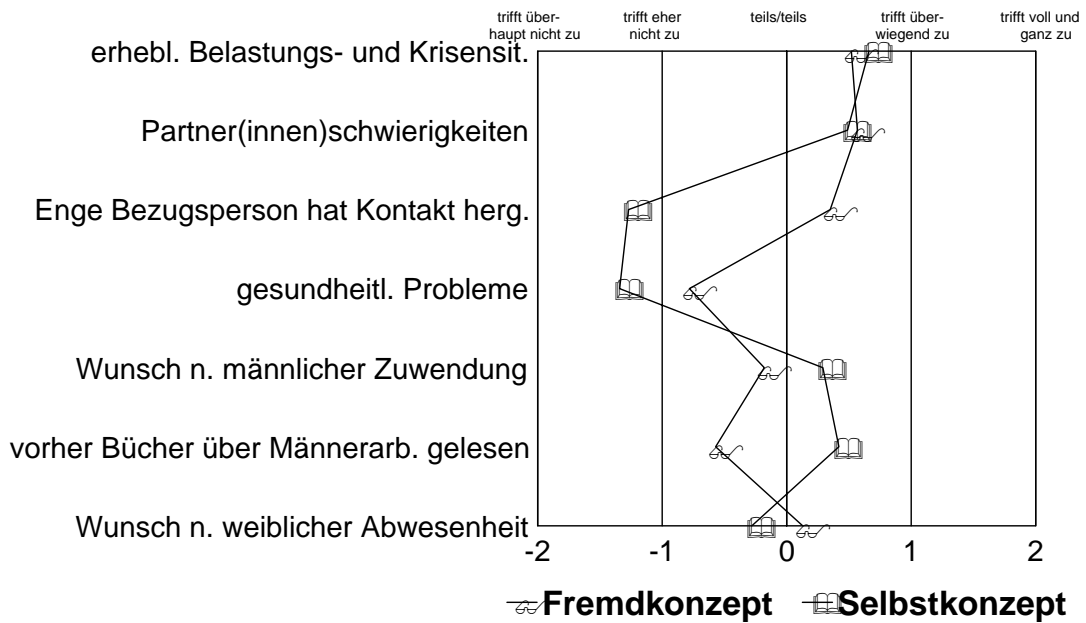 trifft über-
haupt nicht zu
trifft eher
nicht zu
teils/teils
trifft über-
wiegend zu
trifft voll und
ganz zu
erhebl. Belastungs- und Krisensit.
Partner(innen)schwierigkeiten
Enge Bezugsperson hat Kontakt herg.
gesundheitl. Probleme
Wunsch n. männlicher Zuwendung
vorher Bücher über Männerarb. gelesen
Wunsch n. weiblicher Abwesenheit
-2 -1 0 1 2
Fremdkonzept Selbstkonzept